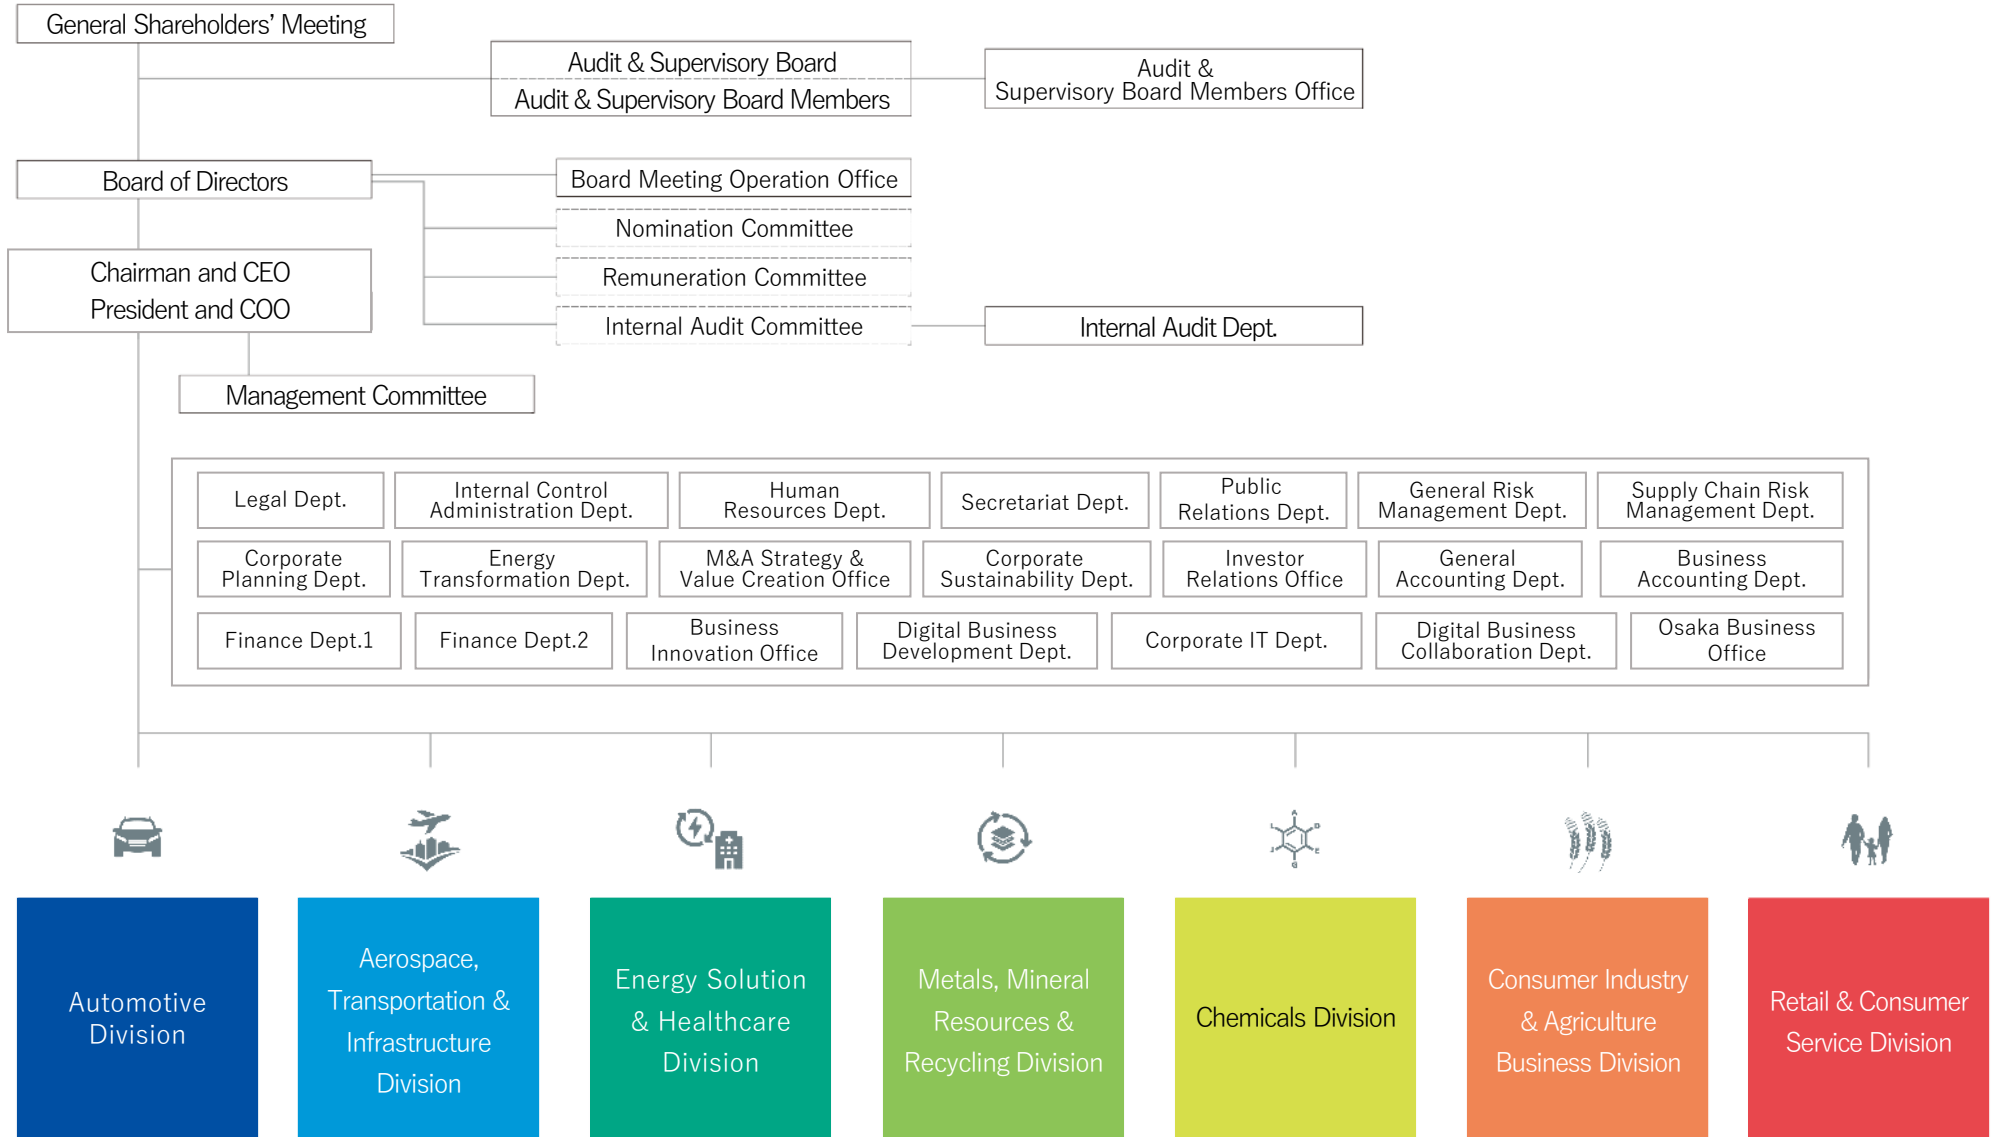 General Shareholders’ Meeting
Audit & Supervisory Board
Audit & Supervisory Board Members
Audit &
Supervisory Board Members Office
Board of Directors
Board Meeting Operation Office
Nomination Committee
Remuneration Committee
Internal Audit Committee
Internal Audit Dept.
Chairman and CEO
President and COO
Management Committee
Legal Dept.
Internal Control
Administration Dept.
Human
Resources Dept.
Secretariat Dept.
Public
Relations Dept.
General Risk
Management Dept.
Supply Chain Risk
Management Dept.
Corporate
Planning Dept.
Energy
Transformation Dept.
M&A Strategy &
Value Creation Office
Corporate
Sustainability Dept.
Investor
Relations Office
General
Accounting Dept.
Business
Accounting Dept.
Finance Dept.1
Finance Dept.2
Business
Innovation Office
Digital Business
Development Dept.
Corporate IT Dept.
Digital Business
Collaboration Dept.
Osaka Business
Office
Automotive
Division
Aerospace,
Transportation &
Infrastructure
Division
Energy Solution
& Healthcare
Division
Metals, Mineral
Resources &
Recycling Division
Chemicals Division
Consumer Industry
& Agriculture
Business Division
Retail & Consumer
Service Division